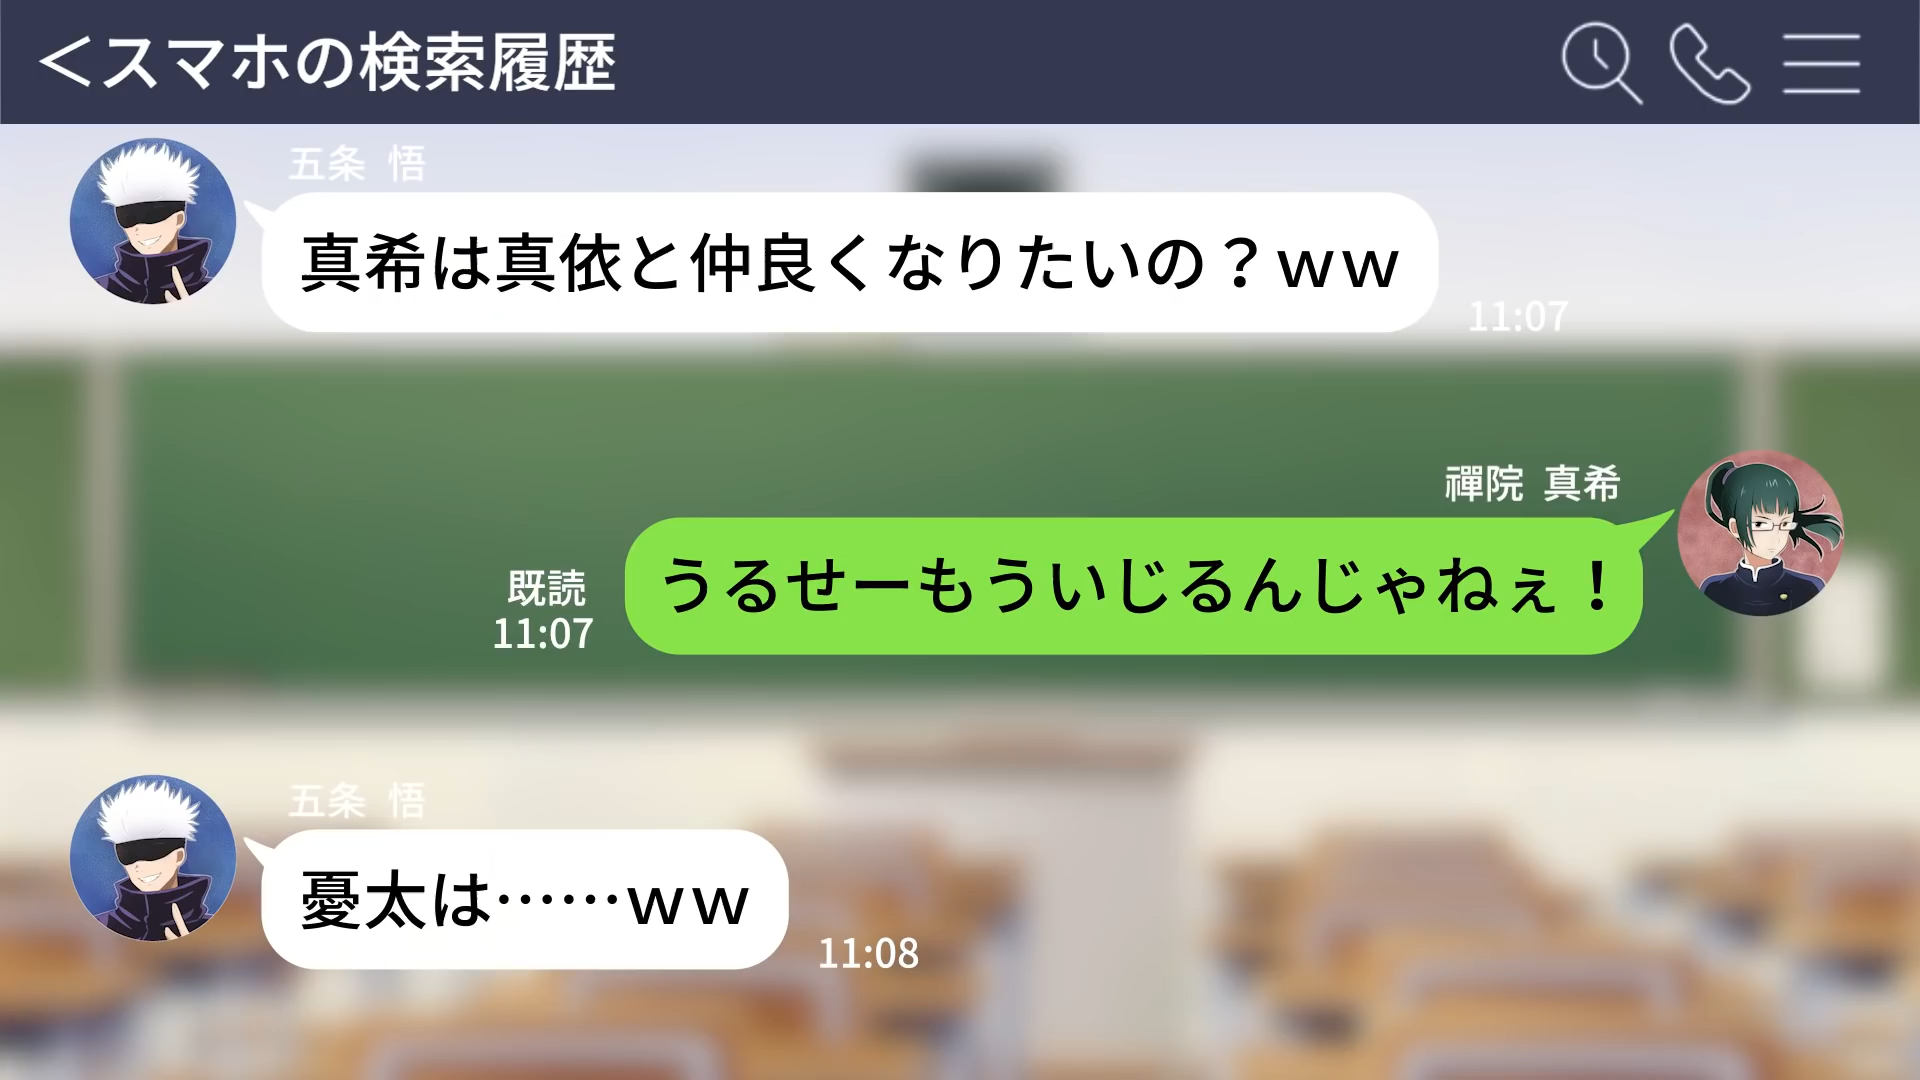 ＜スマホの検索履歴
五条 悟
真希は真依と仲良くなりたいの？ｗｗ
11:07
禪院 真希
うるせーもういじるんじゃねぇ！
既読
11:07
五条 悟
憂太は……ｗｗ
11:08